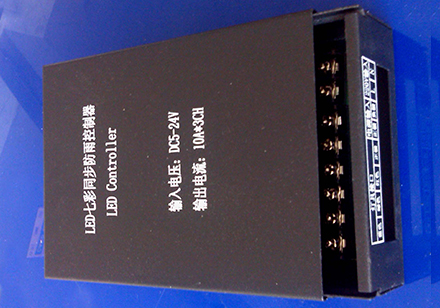 LED七彩同步防雨控制器
LED Controller
输入电压：DC5-24V
输出电流：10A*3CH